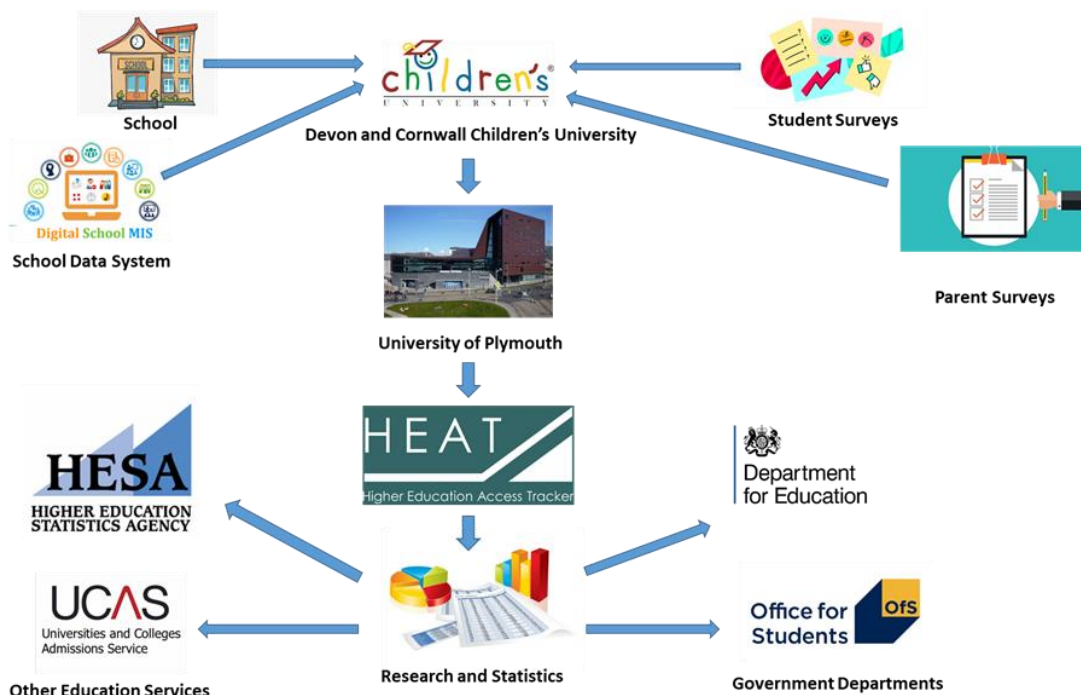 SCHOOL
School
children's®
UNIVERSITY
Devon and Cornwall Children's University
Student Surveys
Digital School MIS
School Data System
Parent Surveys
University of Plymouth
HESA
HIGHER EDUCATION
STATISTICS AGENCY
HEAT
Higher Education Access Tracker
Department
for Education
UCAS
Universities and Colleges
Admissions Service
Other Education Services
Research and Statistics
Office for
Students
OfS
Government Departments